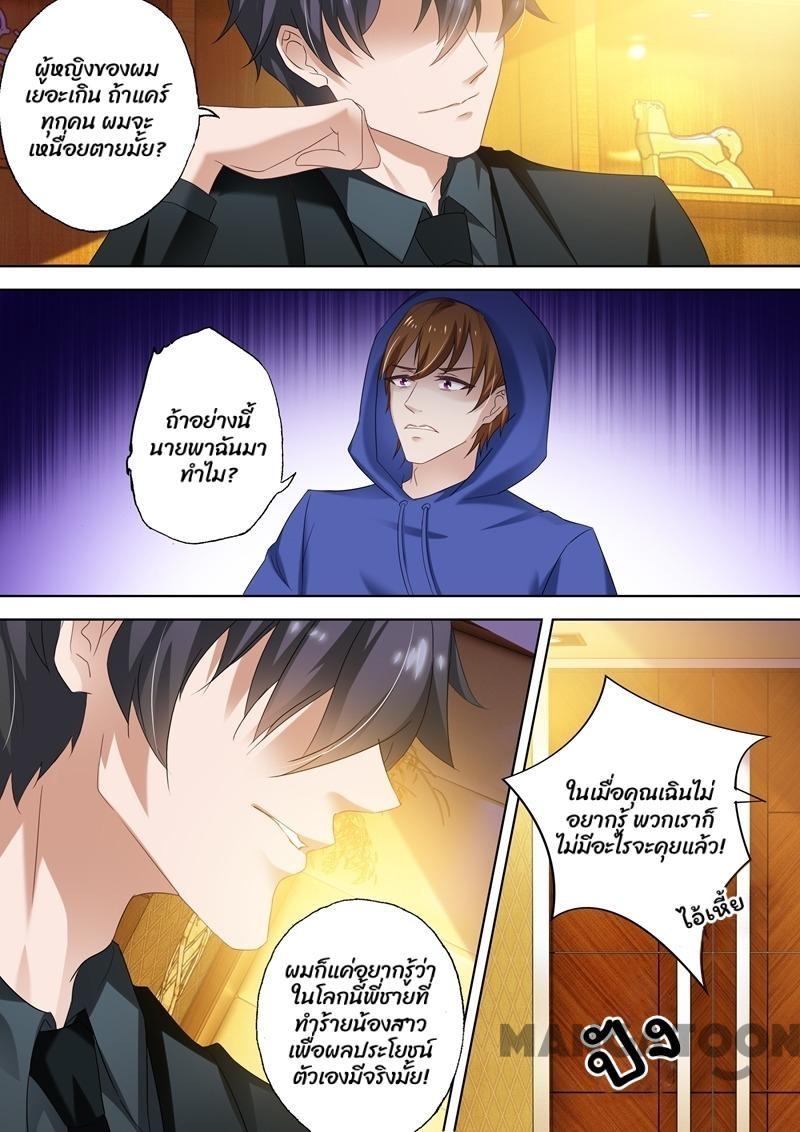 ผู้หญิงของผม
เยอะเกิน ถ้าแคร์
ทุกคน ผมจะ
เหนื่อยตายมั้ย?
ถ้าอย่างนี้
นายพาฉันมา
ทำไม?
ผมก็แค่อยากรู้ว่า
ในโลกนี้พี่ชายที่
ทำร้ายน้องสาว
เพื่อผลประโยชน์
ตัวเองมีจริงมั้ย!
ในเมื่อคุณเฉินไม่
อยากรู้ พวกเราก็
ไม่มีอะไรจะคุยแล้ว!
ไอ้เหี้ย
ปัง
MANGATOON